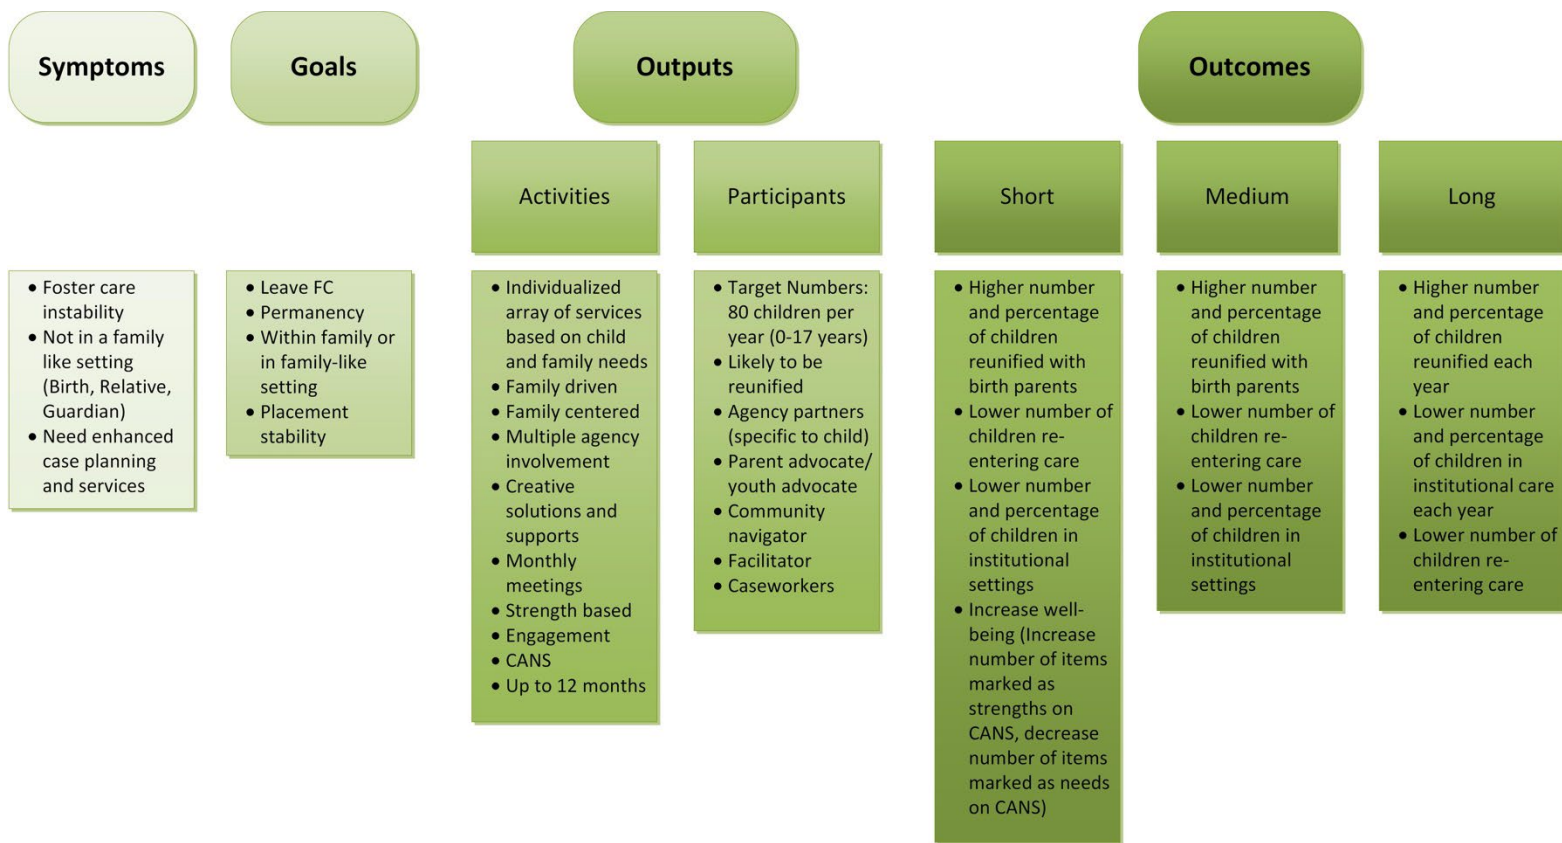 Symptoms
Goals
Outputs
Outcomes
Activities
Participants
Short
Medium
Long
• Foster care
instability
• Not in a family
like setting
(Birth, Relative,
Guardian)
• Need enhanced
case planning
and services
• Leave FC
• Permanency
• Within family or
in family-like
setting
• Placement
stability
• Individualized
array of services
based on child
and family needs
• Family driven
• Family centered
• Multiple agency
involvement
• Creative
solutions and
supports
• Monthly
meetings
• Strength based
• Engagement
• CANS
• Up to 12 months
• Target Numbers:
80 children per
year (0-17 years)
• Likely to be
reunified
• Agency partners
(specific to child)
• Parent advocate/
youth advocate
• Community
navigator
• Facilitator
• Caseworkers
• Higher number
and percentage
of children
reunified with
birth parents
• Lower number of
children re-
entering care
• Lower number
and percentage
of children in
institutional
settings
• Increase well-
being (Increase
number of items
marked as
strengths on
CANS, decrease
number of items
marked as needs
on CANS)
• Higher number
and percentage
of children
reunified with
birth parents
• Lower number of
children re-
entering care
• Lower number
and percentage
of children in
institutional
settings
• Higher number
and percentage
of children
reunified each
year
• Lower number
and percentage
of children in
institutional care
each year
• Lower number of
children re-
entering care